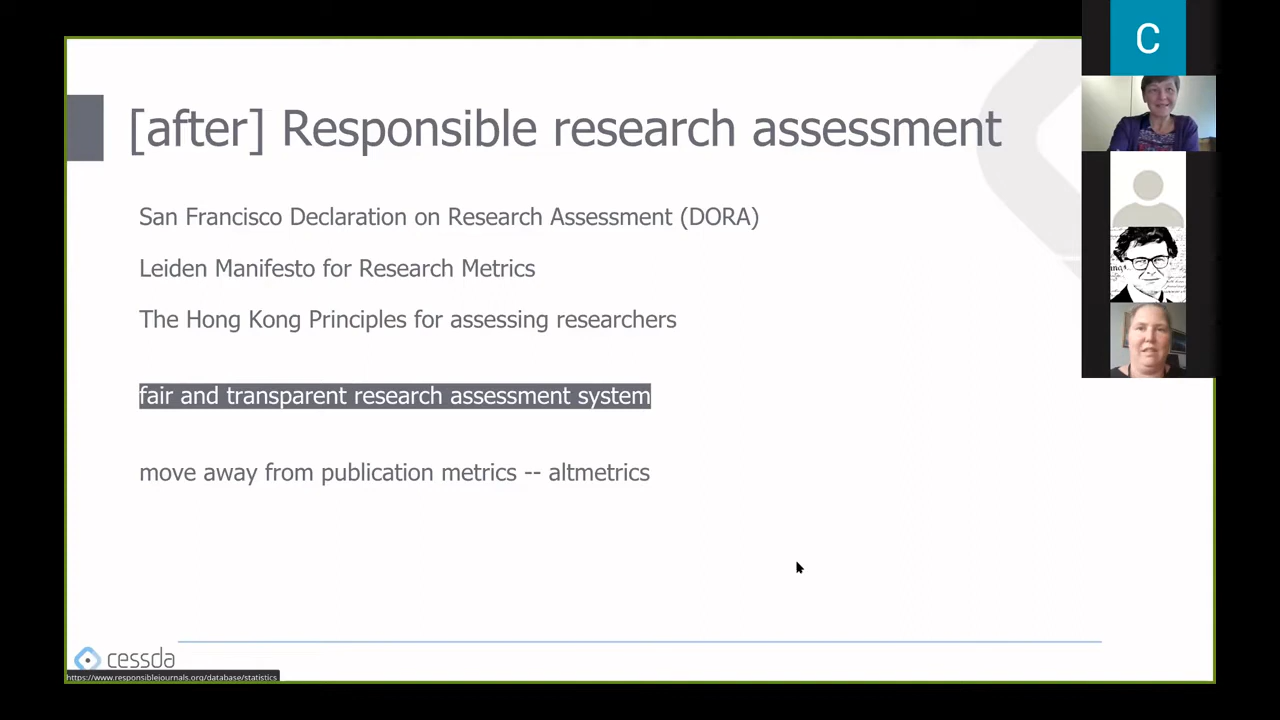 [after] Responsible research assessment
San Francisco Declaration on Research Assessment (DORA)
Leiden Manifesto for Research Metrics
The Hong Kong Principles for assessing researchers
fair and transparent research assessment system
move away from publication metrics -- altmetrics
cessda
https://www.responsiblejournals.org/database/statistics
C